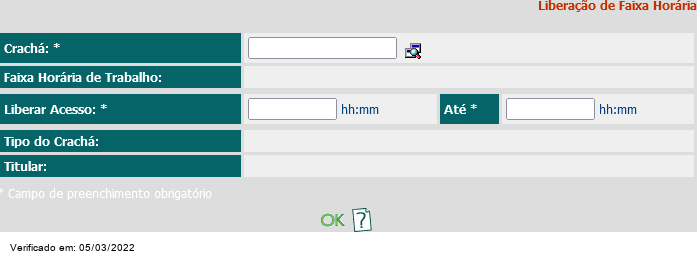 Liberação de Faixa Horária
Crachá: *
Faixa Horária de Trabalho:
Liberar Acesso: * hh:mm Até * hh:mm
Tipo do Crachá:
Titular:
* Campo de preenchimento obrigatório
OK ?
Verificado em: 05/03/2022